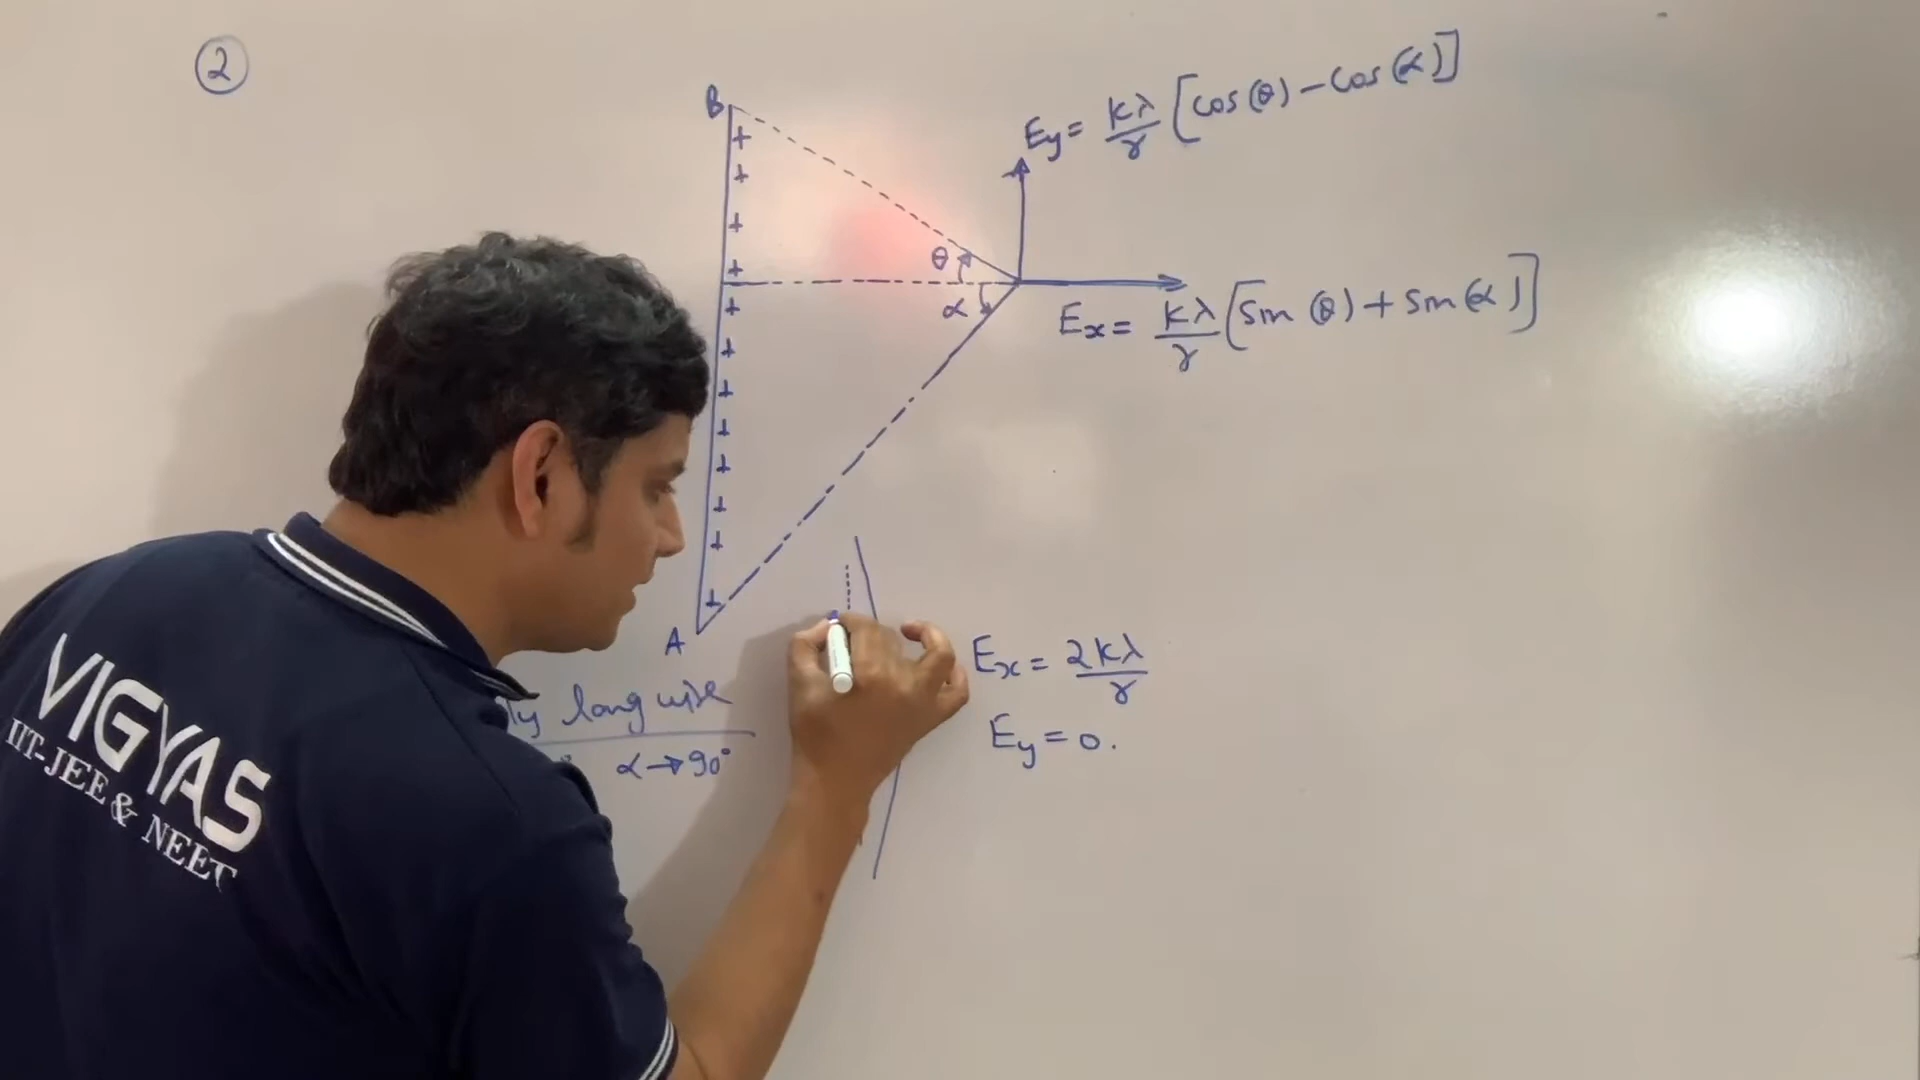 ②
B
+
+
+
+
+
+
+
+
+
+
+
+
A
θ
α
Ey = kλ/r [cos(θ) - cos(α)]
Ex = kλ/r [sin(θ) + sin(α)]
long wire
α→90°
Ex = 2kλ/r
Ey = 0.
VIGYAS
IIT-JEE & NEET